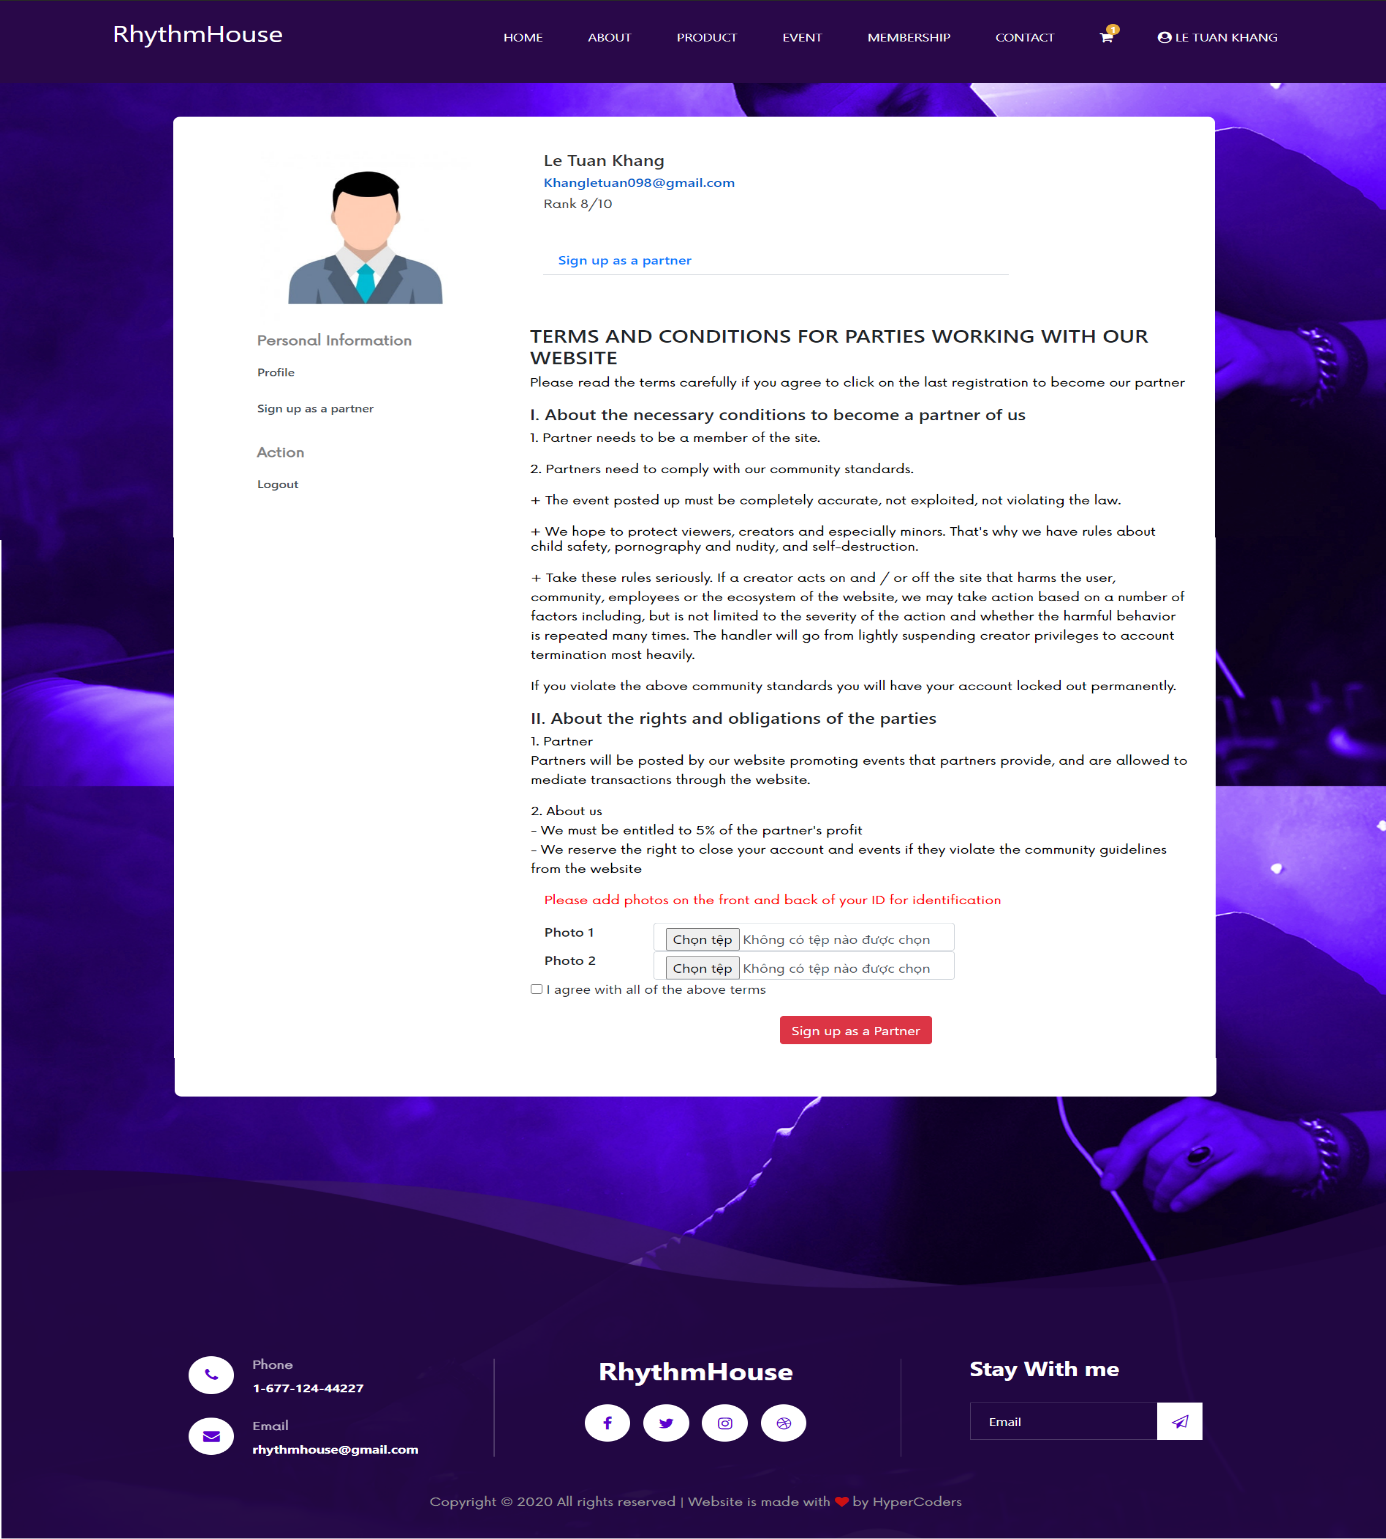 RhythmHouse
HOME ABOUT PRODUCT EVENT MEMBERSHIP CONTACT 1 LE TUAN KHANG
Le Tuan Khang
Khangletuan098@gmail.com
Rank 8/10
Sign up as a partner
Personal Information
Profile
Sign up as a partner
Action
Logout
TERMS AND CONDITIONS FOR PARTIES WORKING WITH OUR
WEBSITE
Please read the terms carefully if you agree to click on the last registration to become our partner
I. About the necessary conditions to become a partner of us
1. Partner needs to be a member of the site.
2. Partners need to comply with our community standards.
+ The event posted up must be completely accurate, not exploited, not violating the law.
+ We hope to protect viewers, creators and especially minors. That's why we have rules about
child safety, pornography and nudity, and self-destruction.
+ Take these rules seriously. If a creator acts on and / or off the site that harms the user,
community, employees or the ecosystem of the website, we may take action based on a number of
factors including, but is not limited to the severity of the action and whether the harmful behavior
is repeated many times. The handler will go from lightly suspending creator privileges to account
termination most heavily.
If you violate the above community standards you will have your account locked out permanently.
II. About the rights and obligations of the parties
1. Partner
Partners will be posted by our website promoting events that partners provide, and are allowed to
mediate transactions through the website.
2. About us
- We must be entitled to 5% of the partner's profit
- We reserve the right to close your account and events if they violate the community guidelines
from the website
Please add photos on the front and back of your ID for identification
Photo 1 Chọn tệp Không có tệp nào được chọn
Photo 2 Chọn tệp Không có tệp nào được chọn
I agree with all of the above terms
Sign up as a Partner
Phone
1-677-124-44227
Email
rhythmhouse@gmail.com
RhythmHouse
Stay With me
Email
Copyright © 2020 All rights reserved | Website is made with ❤ by HyperCoders